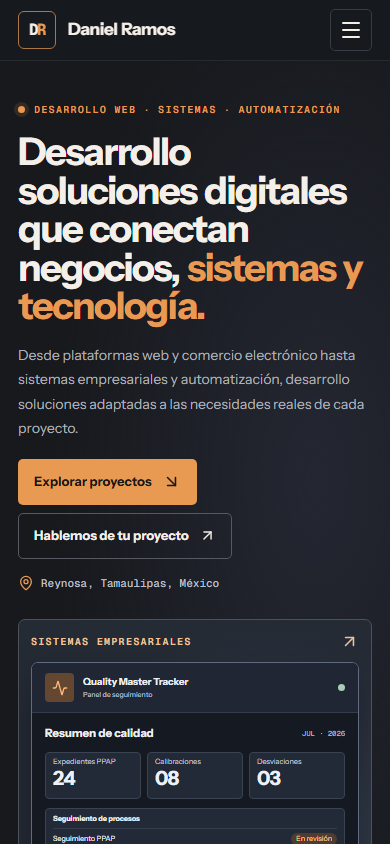 DR Daniel Ramos
DESARROLLO WEB · SISTEMAS · AUTOMATIZACIÓN
Desarrollo
soluciones digitales
que conectan
negocios, sistemas y
tecnología.
Desde plataformas web y comercio electrónico hasta
sistemas empresariales y automatización, desarrollo
soluciones adaptadas a las necesidades reales de cada
proyecto.
Explorar proyectos
Hablemos de tu proyecto
Reynosa, Tamaulipas, México
SISTEMAS EMPRESARIALES
Quality Master Tracker
Panel de seguimiento
Resumen de calidad JUL · 2026
Expedientes PPAP Calibraciones Desviaciones
24 08 03
Seguimiento de procesos
Seguimiento PPAP En revisión